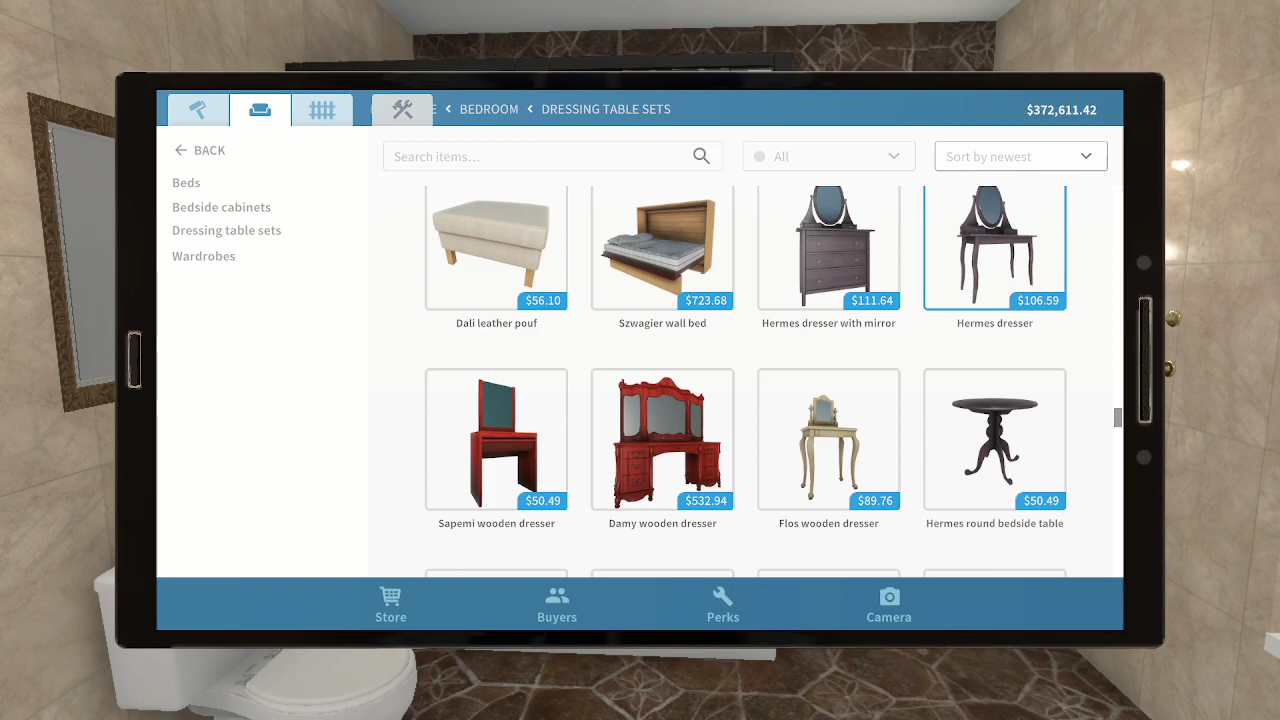 E < BEDROOM < DRESSING TABLE SETS
$372,611.42
BACK
Search items...
All
Sort by newest
Beds
Bedside cabinets
Dressing table sets
Wardrobes
$56.10
$723.68
$111.64
$106.59
Dali leather pouf
Szwagier wall bed
Hermes dresser with mirror
Hermes dresser
$50.49
$532.94
$89.76
$50.49
Sapemi wooden dresser
Damy wooden dresser
Flos wooden dresser
Hermes round bedside table
Store
Buyers
Perks
Camera